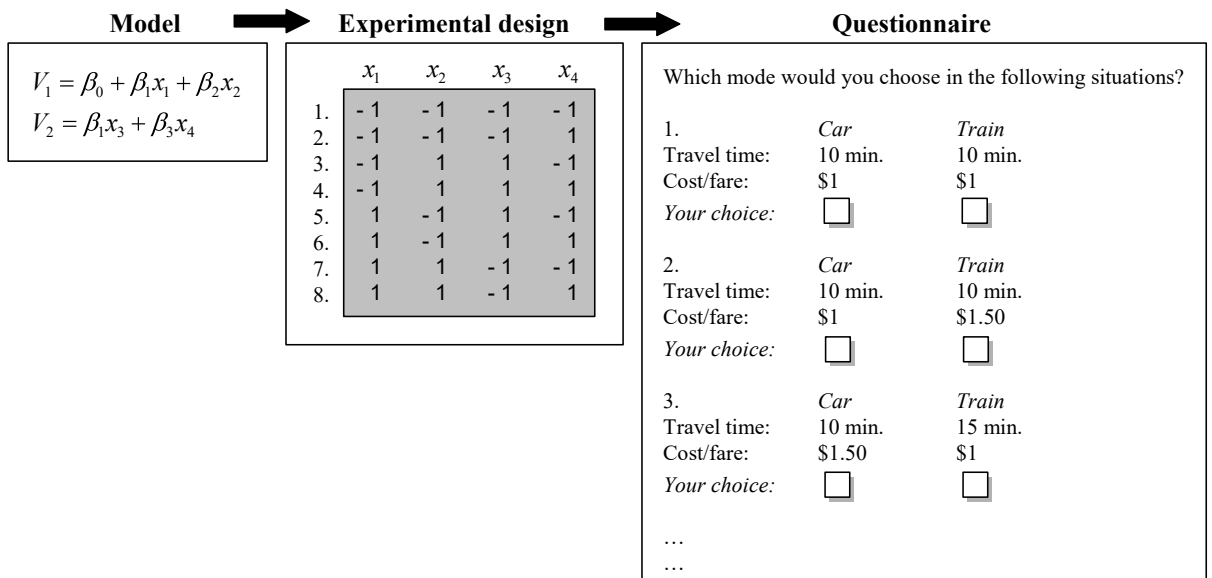 Model
Experimental design
Questionnaire
V₁ = β₀ + β₁x₁ + β₂x₂
V₂ = β₁x₃ + β₃x₄
x₁ x₂ x₃ x₄
1. - 1 - 1 - 1 - 1
2. - 1 - 1 - 1 1
3. - 1 1 1 - 1
4. - 1 1 1 1
5. 1 - 1 1 - 1
6. 1 - 1 1 1
7. 1 1 - 1 - 1
8. 1 1 - 1 1
Which mode would you choose in the following situations?
1. Car Train
Travel time: 10 min. 10 min.
Cost/fare: $1 $1
Your choice:
2. Car Train
Travel time: 10 min. 10 min.
Cost/fare: $1 $1.50
Your choice:
3. Car Train
Travel time: 10 min. 15 min.
Cost/fare: $1.50 $1
Your choice:
…
…